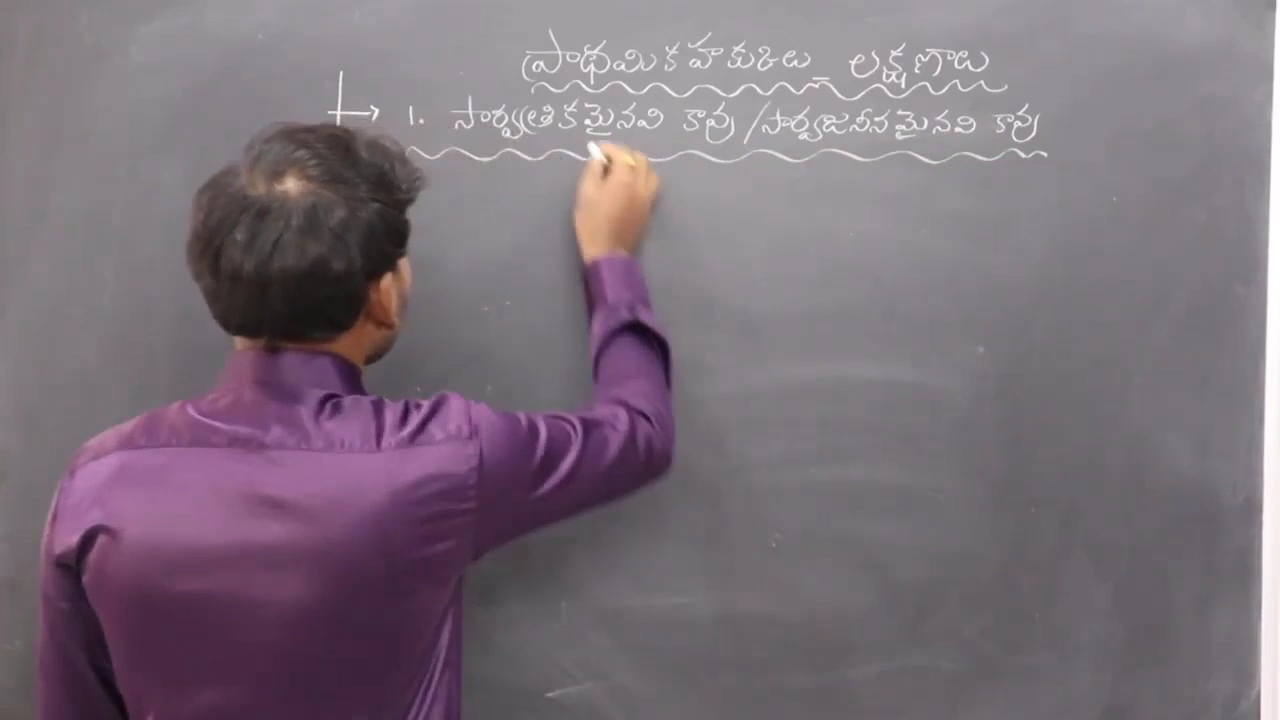 ప్రాథమిక హక్కులు - లక్షణాలు
1. సార్వత్రికమైనవి కావు / సార్వజనీనమైనవి కావు